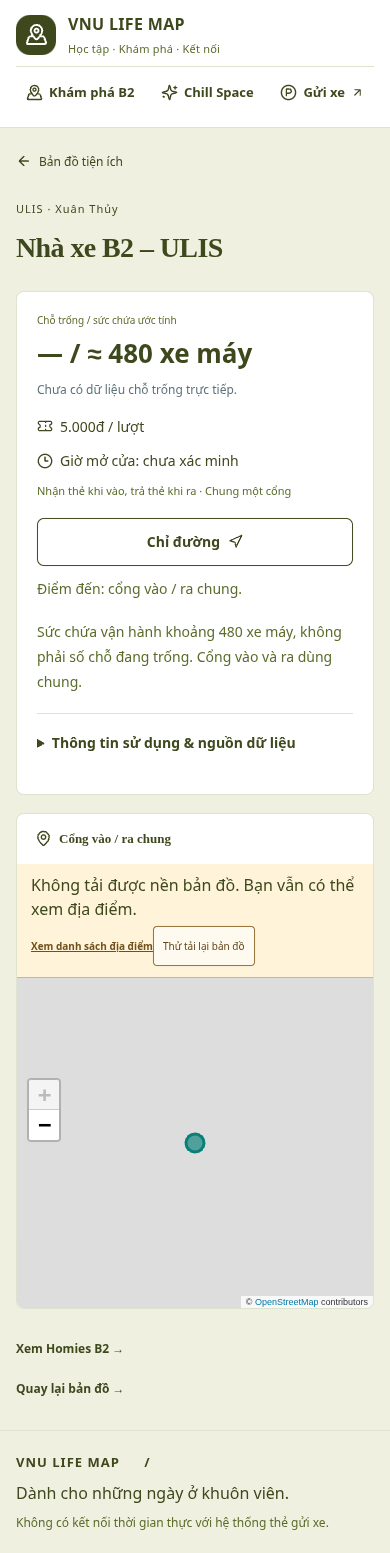 VNU LIFE MAP
Học tập · Khám phá · Kết nối
Khám phá B2 Chill Space Gửi xe ↗
← Bản đồ tiện ích
ULIS · Xuân Thủy
Nhà xe B2 – ULIS
Chỗ trống / sức chứa ước tính
— / ≈ 480 xe máy
Chưa có dữ liệu chỗ trống trực tiếp.
5.000đ / lượt
Giờ mở cửa: chưa xác minh
Nhận thẻ khi vào, trả thẻ khi ra · Chung một cổng
Chỉ đường
Điểm đến: cổng vào / ra chung.
Sức chứa vận hành khoảng 480 xe máy, không
phải số chỗ đang trống. Cổng vào và ra dùng
chung.
Thông tin sử dụng & nguồn dữ liệu
Cổng vào / ra chung
Không tải được nền bản đồ. Bạn vẫn có thể
xem địa điểm.
Xem danh sách địa điểm Thử tải lại bản đồ
+
−
© OpenStreetMap contributors
Xem Homies B2 →
Quay lại bản đồ →
VNU LIFE MAP /
Dành cho những ngày ở khuôn viên.
Không có kết nối thời gian thực với hệ thống thẻ gửi xe.